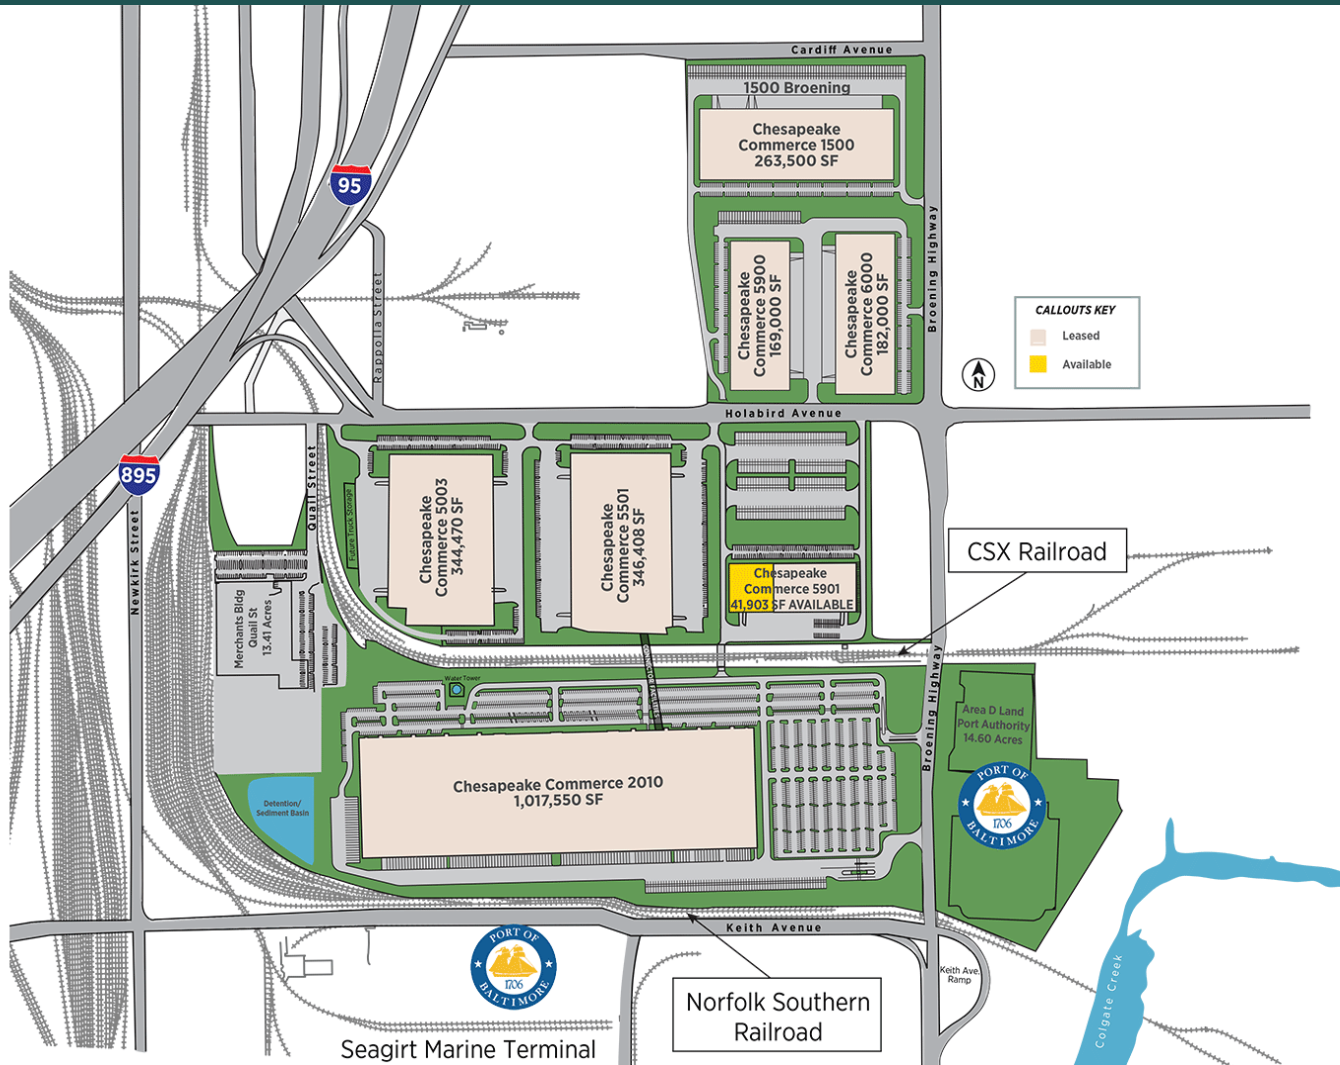 Cardiff Avenue
1500 Broening
Chesapeake
Commerce 1500
263,500 SF
95
Broening Highway
Chesapeake
Commerce 5900
169,000 SF
Chesapeake
Commerce 6000
182,000 SF
Rappolla Street
CALLOUTS KEY
Leased
Available
N
Holabird Avenue
895
Quail Street
Newkirk Street
Future Truck Storage
Chesapeake
Commerce 5003
344,470 SF
Chesapeake
Commerce 5501
346,408 SF
CSX Railroad
Chesapeake
Commerce 5901
41,903 SF AVAILABLE
Merchants Bldg
Quail St
13.41 Acres
Water Tower
Broening Highway
Area D Land
Port Authority
14.60 Acres
Chesapeake Commerce 2010
1,017,550 SF
PORT OF
1706
BALTIMORE
Detention/
Sediment Basin
Keith Avenue
PORT OF
1706
BALTIMORE
Keith Ave.
Ramp
Colgate Creek
Norfolk Southern
Railroad
Seagirt Marine Terminal